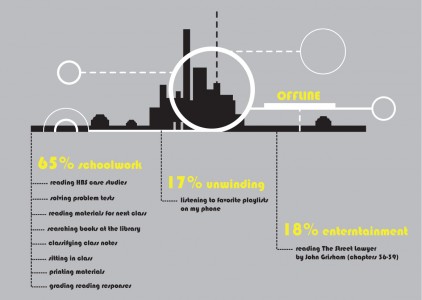 OFFLINE
65% schoolwork
reading HBS case studies
solving problem tests
reading materials for next class
searching books at the library
classifying class notes
sitting in class
printing materials
grading reading responses
17% unwinding
listening to favorite playlists
on my phone
18% enterntainment
reading The Street Lawyer
by John Grisham (chapters 36-39)